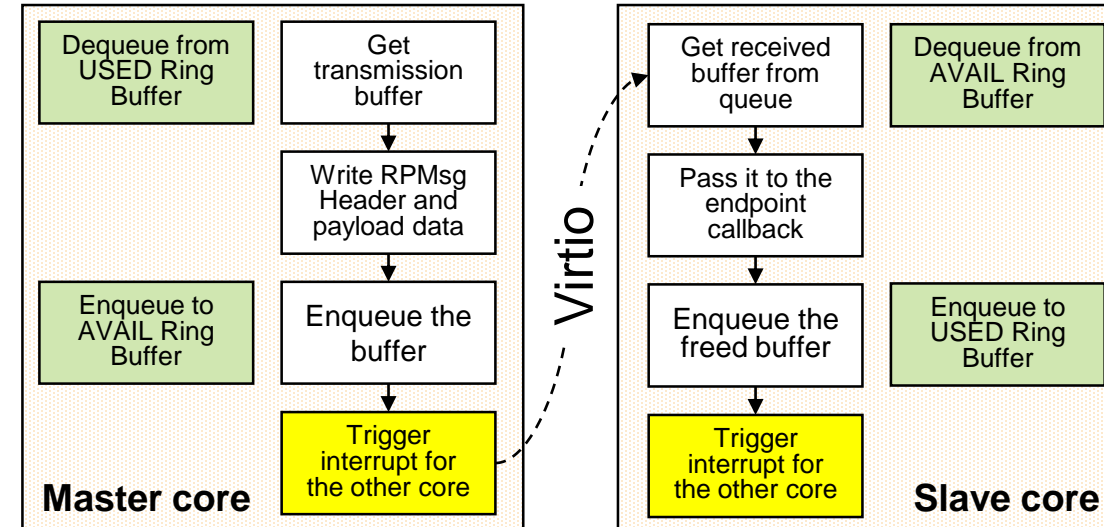 Dequeue from
USED Ring
Buffer
Get
transmission
buffer
Write RPMsg
Header and
payload data
Enqueue to
AVAIL Ring
Buffer
Enqueue the
buffer
Trigger
interrupt for
the other core
Master core
Virtio
Get received
buffer from
queue
Dequeue from
AVAIL Ring
Buffer
Pass it to the
endpoint
callback
Enqueue the
freed buffer
Enqueue to
USED Ring
Buffer
Trigger
interrupt for
the other core
Slave core